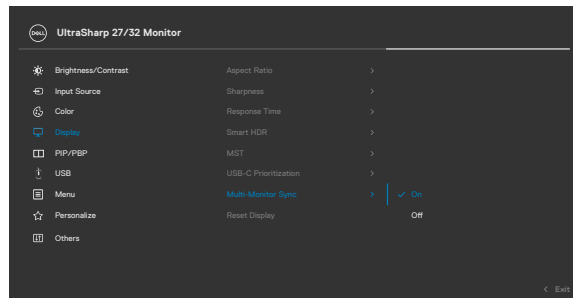 DELL UltraSharp 27/32 Monitor
Brightness/Contrast Aspect Ratio >
Input Source Sharpness >
Color Response Time >
Display Smart HDR >
PIP/PBP MST >
USB USB-C Prioritization >
Menu Multi-Monitor Sync > ✓ On
Personalize Reset Display Off
Others
< Exit